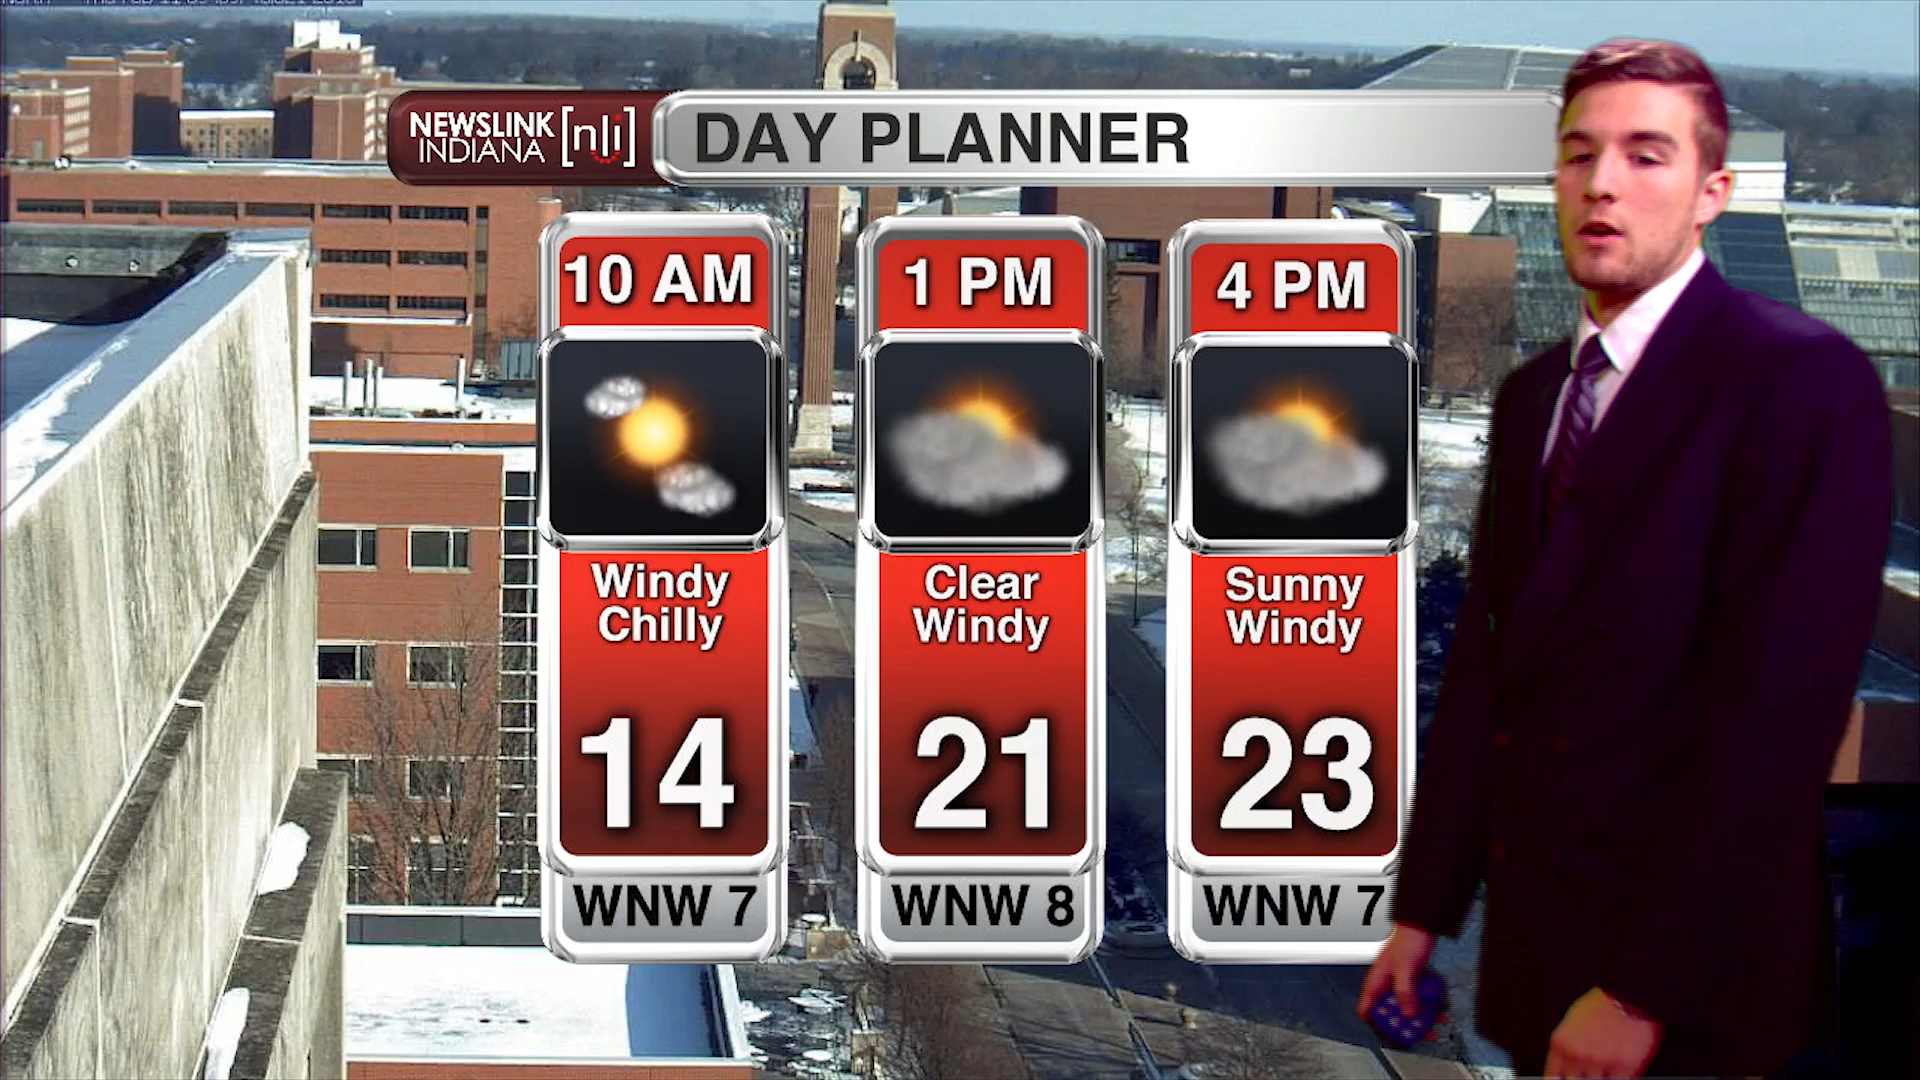 NEWSLINK
INDIANA
[nli]
DAY PLANNER
10 AM
Windy
Chilly
14
WNW 7
1 PM
Clear
Windy
21
WNW 8
4 PM
Sunny
Windy
23
WNW 7